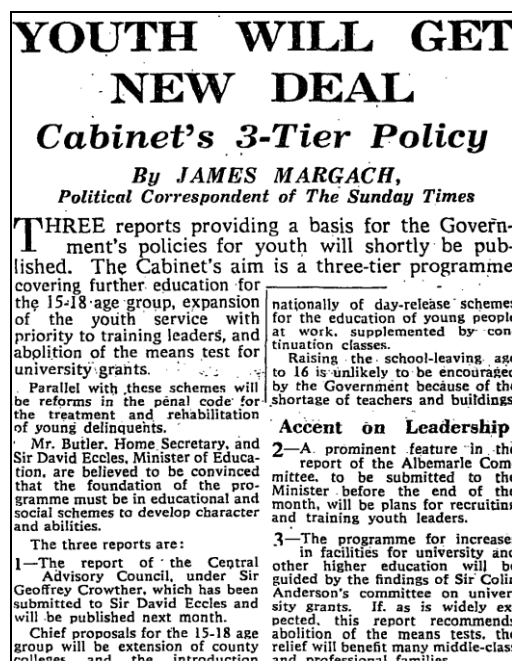 YOUTH WILL GET
NEW DEAL
Cabinet's 3-Tier Policy
By JAMES MARGACH,
Political Correspondent of The Sunday Times
THREE reports providing a basis for the Govern-
ment's policies for youth will shortly be pub-
lished. The Cabinet's aim is a three-tier programme
covering further education for
the 15-18 age group, expansion
of the youth service with
priority to training leaders, and
abolition of the means test for
university grants.
Parallel with these schemes will
be reforms in the penal code for
the treatment and rehabilitation
of young delinquents.
Mr. Butler, Home Secretary, and
Sir David Eccles, Minister of Educa-
tion, are believed to be convinced
that the foundation of the pro-
gramme must be in educational and
social schemes to develop character
and abilities.
The three reports are:
1—The report of the Central
Advisory Council, under Sir
Geoffrey Crowther, which has been
submitted to Sir David Eccles and
will be published next month.
Chief proposals for the 15-18 age
group will be extension of county
colleges and the introduction
nationally of day-release schemes
for the education of young people
at work, supplemented by con-
tinuation classes.
Raising the school-leaving age
to 16 is unlikely to be encouraged
by the Government because of the
shortage of teachers and buildings
Accent on Leadership
2—A prominent feature in the
report of the Albemarle Com-
mittee, to be submitted to the
Minister before the end of the
month, will be plans for recruiting
and training youth leaders.
3—The programme for increase
in facilities for university and
other higher education will be
guided by the findings of Sir Colin
Anderson's committee on univer-
sity grants. If, as is widely ex-
pected, this report recommends
abolition of the means tests, the
relief will benefit many middle-class
and professional families.